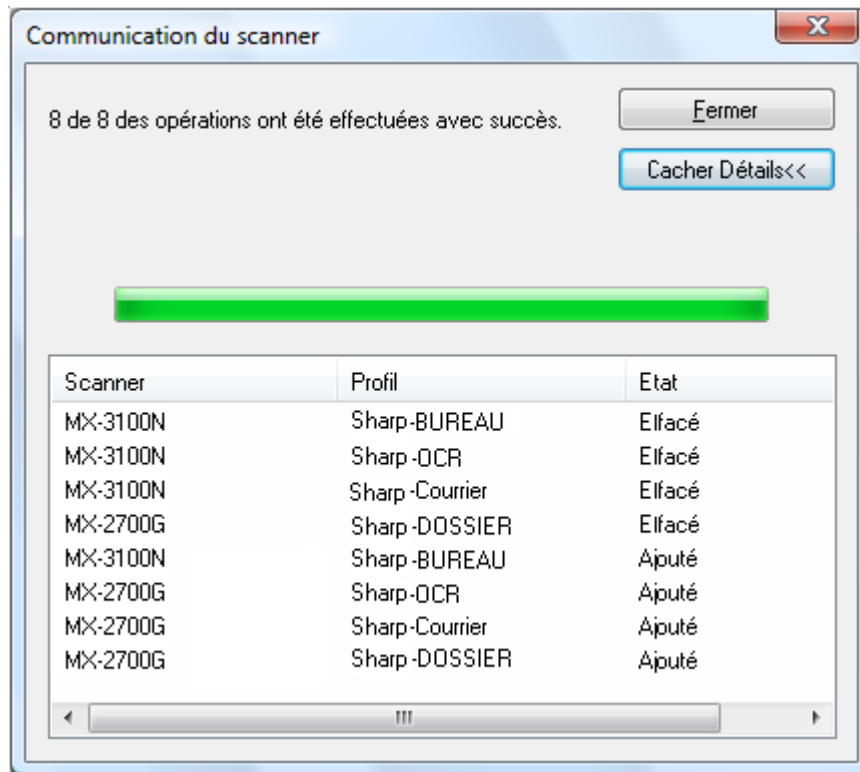 Communication du scanner
8 de 8 des opérations ont été effectuées avec succès.
Fermer
Cacher Détails<<
Scanner Profil Etat
MX-3100N Sharp-BUREAU Elfacé
MX-3100N Sharp-OCR Elfacé
MX-3100N Sharp-Courrier Elfacé
MX-2700G Sharp-DOSSIER Elfacé
MX-3100N Sharp-BUREAU Ajouté
MX-2700G Sharp-OCR Ajouté
MX-2700G Sharp-Courrier Ajouté
MX-2700G Sharp-DOSSIER Ajouté